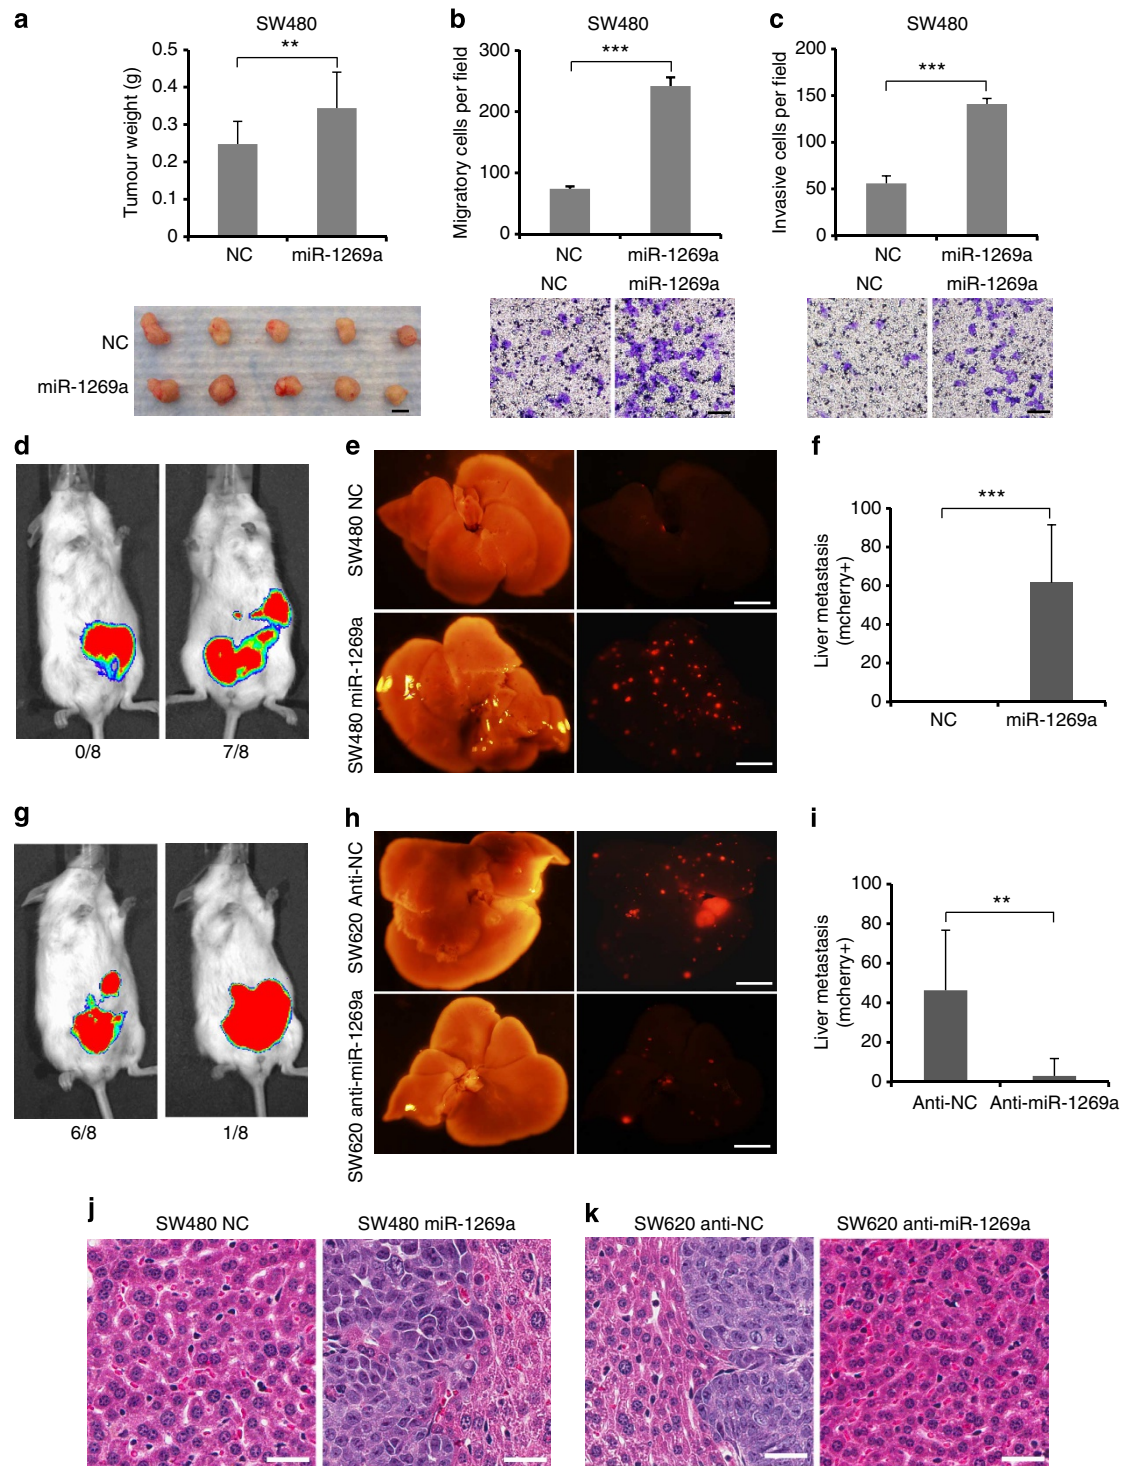 a
SW480
**
Tumour weight (g)
0.5
0.4
0.3
0.2
0.1
0
NC
miR-1269a
NC
miR-1269a
b
SW480
***
Migratory cells per field
300
200
100
0
NC
miR-1269a
NC
miR-1269a
c
SW480
***
Invasive cells per field
200
150
100
50
0
NC
miR-1269a
NC
miR-1269a
d
0/8
7/8
e
SW480 NC
SW480 miR-1269a
f
***
Liver metastasis
(mcherry+)
100
80
60
40
20
0
NC
miR-1269a
g
6/8
1/8
h
SW620 Anti-NC
SW620 anti-miR-1269a
i
**
Liver metastasis
(mcherry+)
100
80
60
40
20
0
Anti-NC
Anti-miR-1269a
j
SW480 NC
SW480 miR-1269a
k
SW620 anti-NC
SW620 anti-miR-1269a